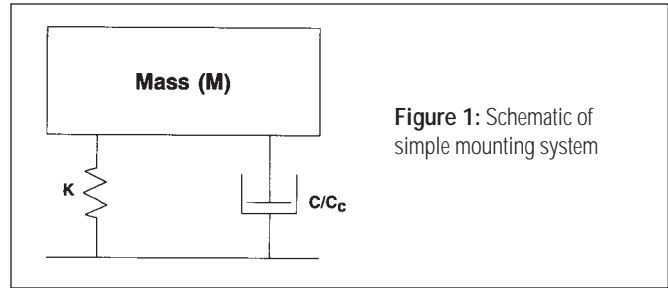 Mass (M)
K
C/Cc
Figure 1: Schematic of
simple mounting system